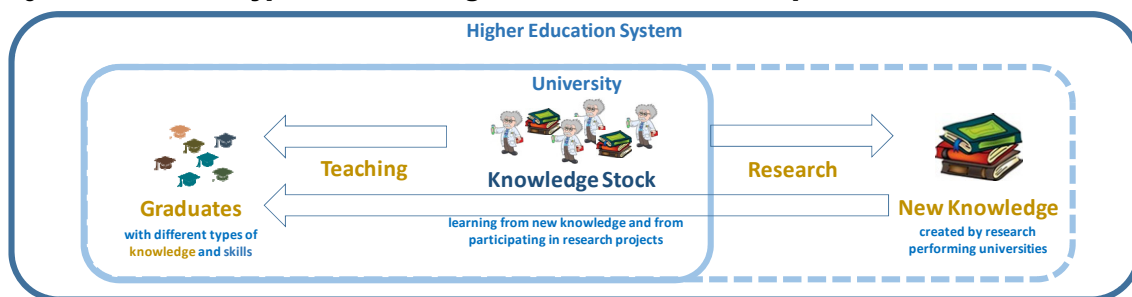 Higher Education System
University
Teaching
Knowledge Stock
Research
Graduates
learning from new knowledge and from
participating in research projects
New Knowledge
with different types of
knowledge and skills
created by research
performing universities